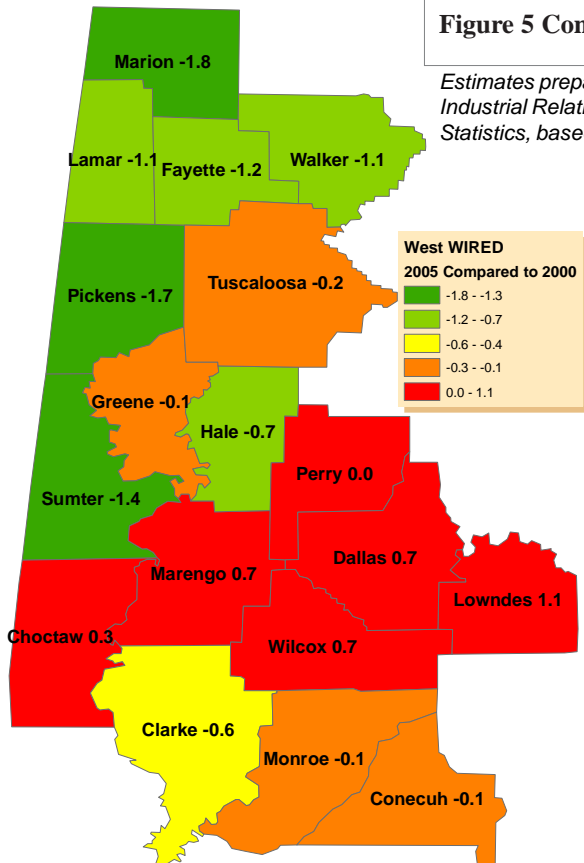 Figure 5 Con
Estimates prepa
Industrial Relati
Statistics, base
Marion -1.8
Lamar -1.1
Fayette -1.2
Walker -1.1
West WIRED
2005 Compared to 2000
-1.8 - -1.3
-1.2 - -0.7
-0.6 - -0.4
-0.3 - -0.1
0.0 - 1.1
Pickens -1.7
Tuscaloosa -0.2
Greene -0.1
Hale -0.7
Sumter -1.4
Perry 0.0
Dallas 0.7
Marengo 0.7
Lowndes 1.1
Choctaw 0.3
Wilcox 0.7
Clarke -0.6
Monroe -0.1
Conecuh -0.1